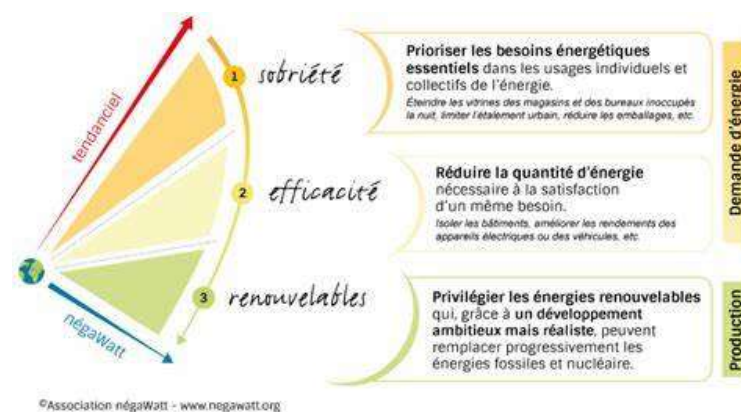 tendanciel
négaWatt
1
sobriété
Prioriser les besoins énergétiques
essentiels dans les usages individuels et
collectifs de l'énergie.
Éteindre les vitrines des magasins et des bureaux inoccupés
la nuit, limiter l'étalement urbain, réduire les emballages, etc.
2
efficacité
Réduire la quantité d'énergie
nécessaire à la satisfaction
d'un même besoin.
Isoler les bâtiments, améliorer les rendements des
appareils électriques ou des véhicules, etc.
Demande d'énergie
3
renouvelables
Privilégier les énergies renouvelables
qui, grâce à un développement
ambitieux mais réaliste, peuvent
remplacer progressivement les
énergies fossiles et nucléaire.
Production
©Association négaWatt - www.negawatt.org